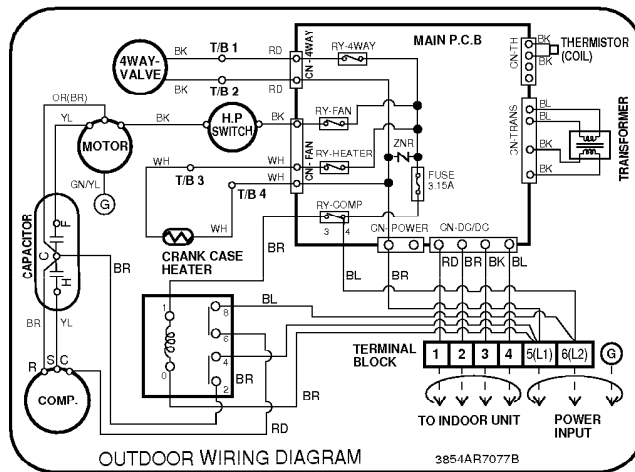 MAIN P.C.B
4WAY-
VALVE
BK
T/B 1
RD
CN - 4WAY
RY-4WAY
BK
T/B 2
RD
CN-TH
BK
BK
THERMISTOR
(COIL)
OR(BR)
YL
MOTOR
BK
H.P
SWITCH
BK
RY-FAN
CN - FAN
CN-TRANS
BL
BL
BK
BK
TRANSFORMER
ZNR
WH
T/B 3
WH
RY-HEATER
T/B 4
WH
FUSE
3.15A
GN/YL
G
WH
CRANK CASE
HEATER
RY-COMP
3 4
CN- POWER
CN-DC/DC
CAPACITOR
F
C
H
BR
BR
BL
BR
RD
BR
BK
BL
BL
1
8
6
4
0
2
BR
BR
YL
R
S
C
COMP.
BR
RD
TERMINAL
BLOCK
1
2
3
4
5(L1)
6(L2)
G
TO INDOOR UNIT
POWER
INPUT
OUTDOOR WIRING DIAGRAM
3854AR7077B